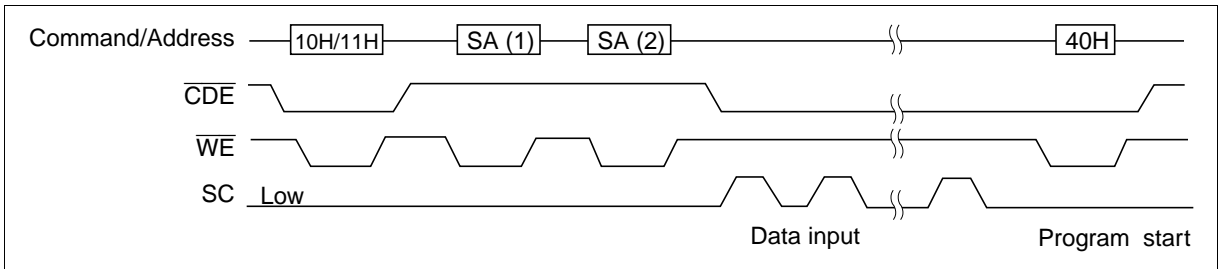 Command/Address 10H/11H SA (1) SA (2) 40H
CDE
WE
SC Low
Data input Program start